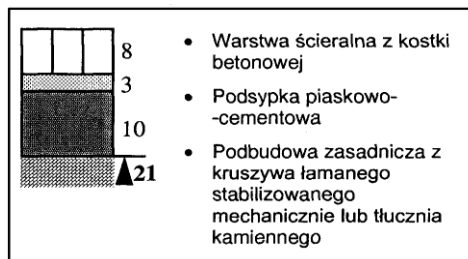 8
3
10
21
• Warstwa ścieralna z kostki
betonowej
• Podsypka piaskowo-
-cementowa
• Podbudowa zasadnicza z
kruszywa łamanego
stabilizowanego
mechanicznie lub tłucznia
kamiennego